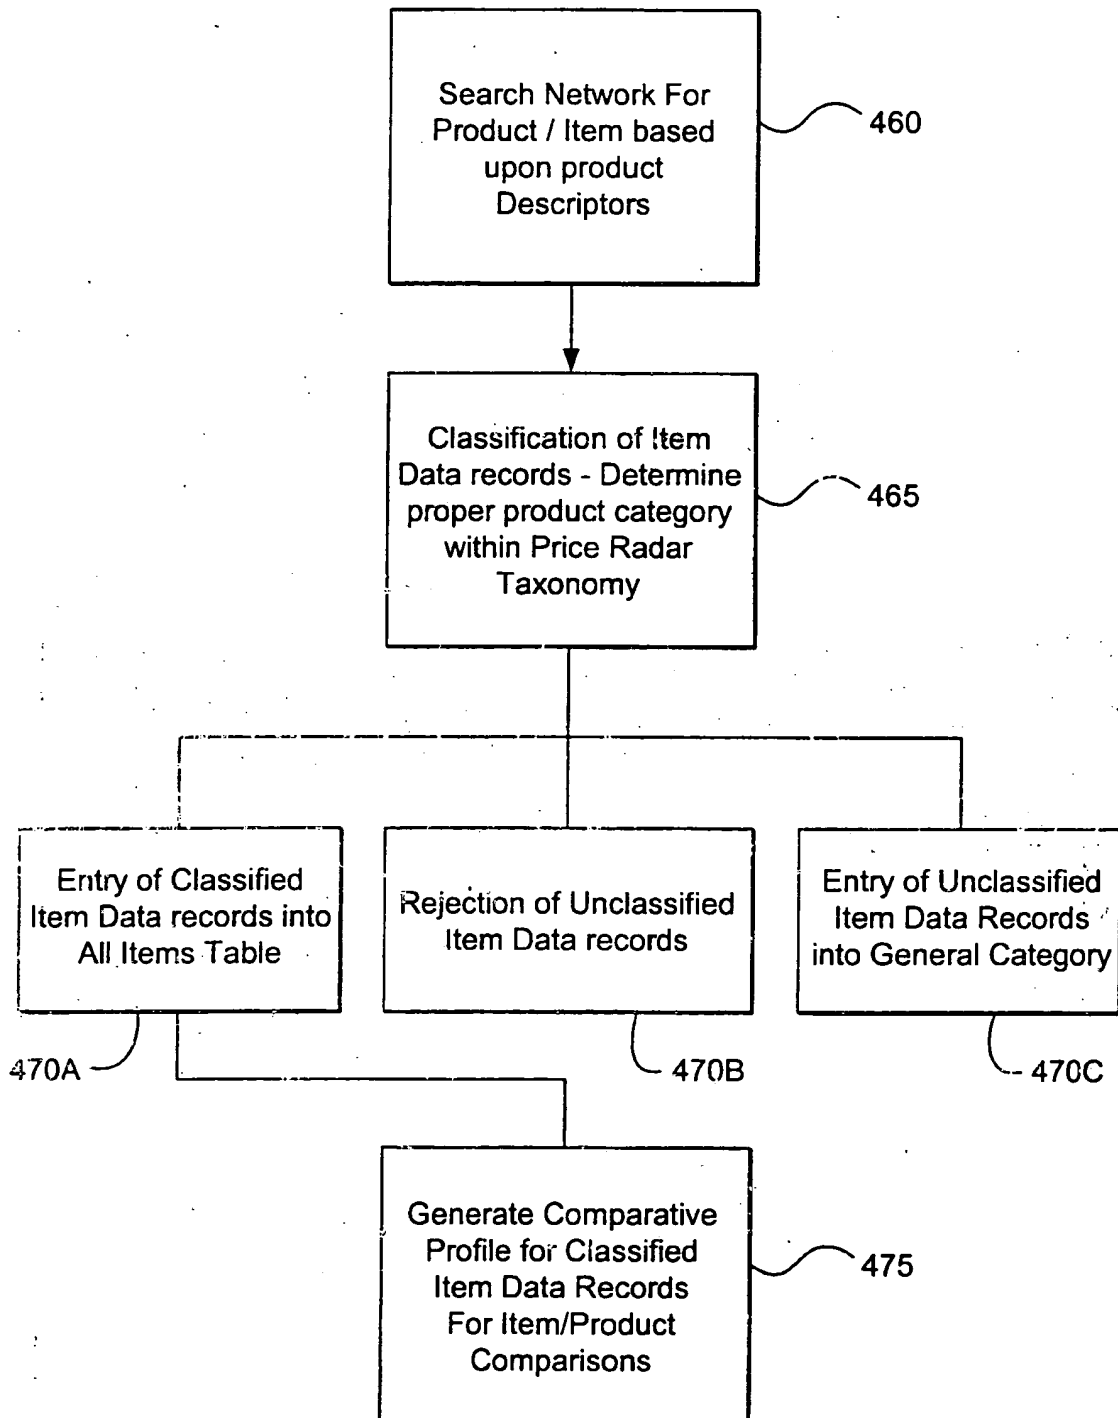 Search Network For
Product / Item based
upon product
Descriptors
460
Classification of Item
Data records - Determine
proper product category
within Price Radar
Taxonomy
465
Entry of Classified
Item Data records into
All Items Table
470A
Rejection of Unclassified
Item Data records
470B
Entry of Unclassified
Item Data Records
into General Category
470C
Generate Comparative
Profile for Classified
Item Data Records
For Item/Product
Comparisons
475